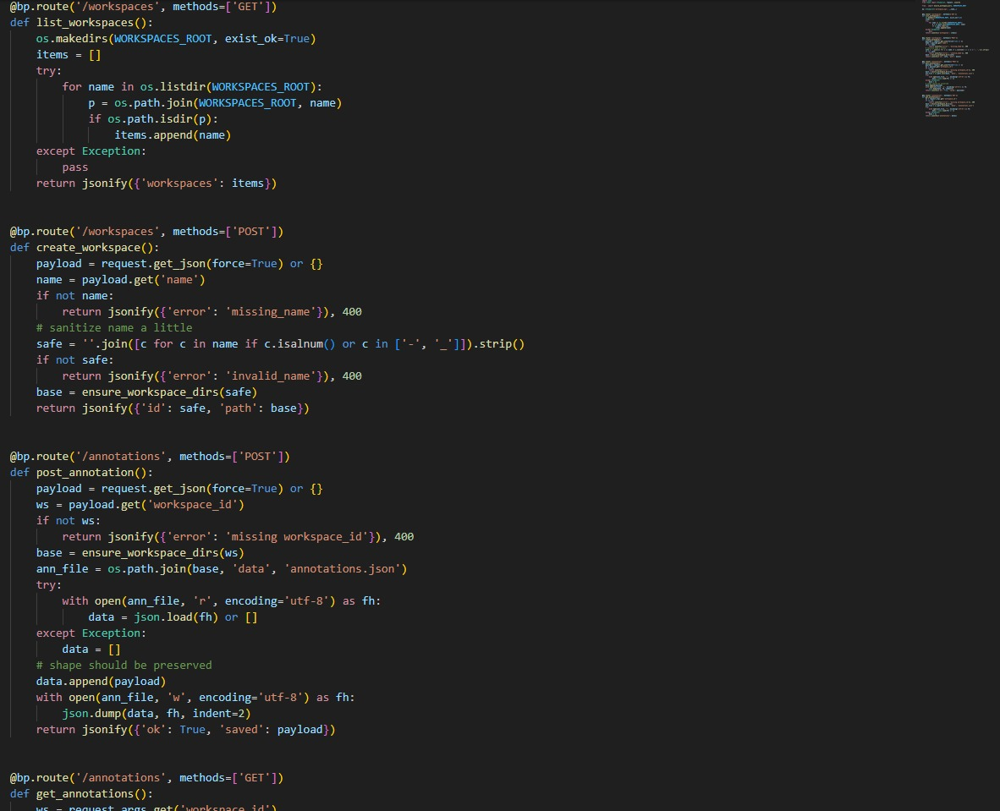 @bp.route('/workspaces', methods=['GET'])
def list_workspaces():
    os.makedirs(WORKSPACES_ROOT, exist_ok=True)
    items = []
    try:
        for name in os.listdir(WORKSPACES_ROOT):
            p = os.path.join(WORKSPACES_ROOT, name)
            if os.path.isdir(p):
                items.append(name)
    except Exception:
        pass
    return jsonify({'workspaces': items})

@bp.route('/workspaces', methods=['POST'])
def create_workspace():
    payload = request.get_json(force=True) or {}
    name = payload.get('name')
    if not name:
        return jsonify({'error': 'missing_name'}), 400
    # sanitize name a little
    safe = ''.join([c for c in name if c.isalnum() or c in ['-', '_']]).strip()
    if not safe:
        return jsonify({'error': 'invalid_name'}), 400
    base = ensure_workspace_dirs(safe)
    return jsonify({'id': safe, 'path': base})

@bp.route('/annotations', methods=['POST'])
def post_annotation():
    payload = request.get_json(force=True) or {}
    ws = payload.get('workspace_id')
    if not ws:
        return jsonify({'error': 'missing workspace_id'}), 400
    base = ensure_workspace_dirs(ws)
    ann_file = os.path.join(base, 'data', 'annotations.json')
    try:
        with open(ann_file, 'r', encoding='utf-8') as fh:
            data = json.load(fh) or []
    except Exception:
        data = []
    # shape should be preserved
    data.append(payload)
    with open(ann_file, 'w', encoding='utf-8') as fh:
        json.dump(data, fh, indent=2)
    return jsonify({'ok': True, 'saved': payload})

@bp.route('/annotations', methods=['GET'])
def get_annotations():
    ws = request.args.get('workspace_id')